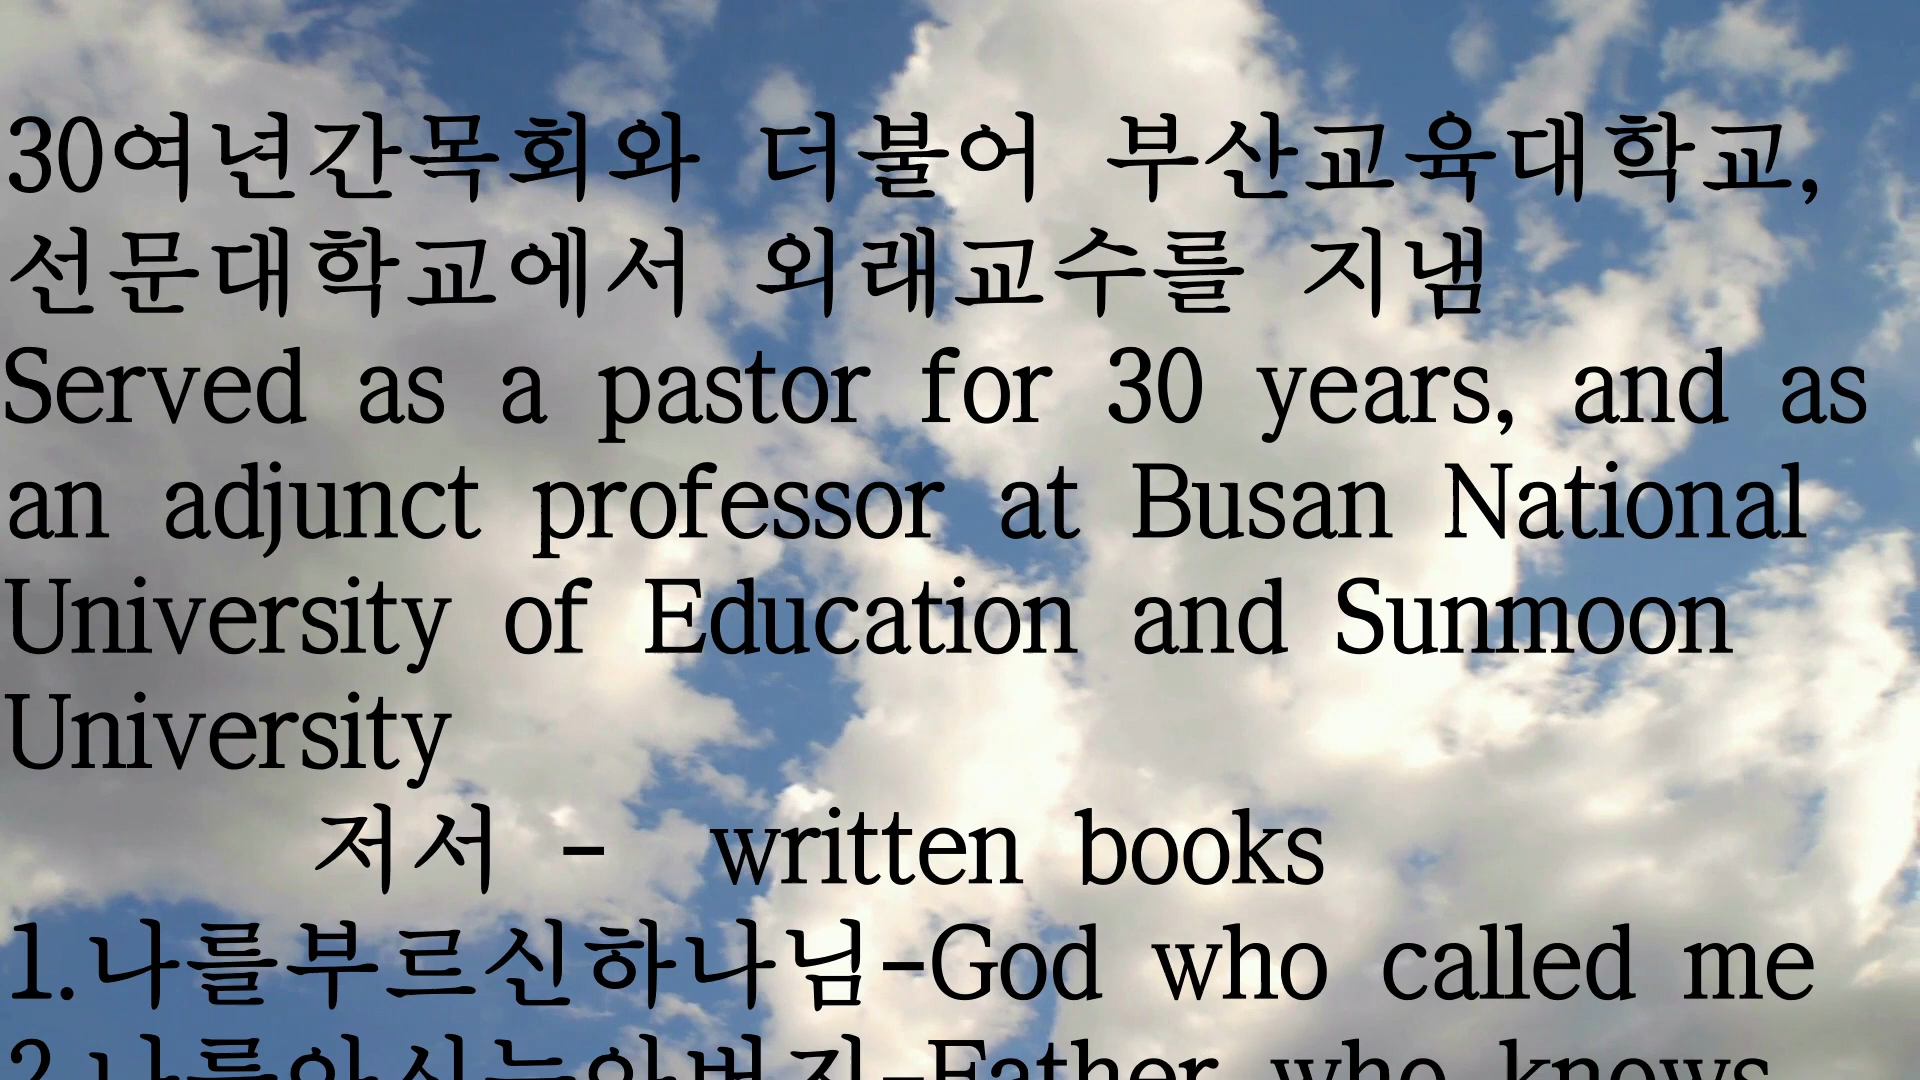 30여년간목회와 더불어 부산교육대학교,
선문대학교에서 외래교수를 지냄
Served as a pastor for 30 years, and as
an adjunct professor at Busan National
University of Education and Sunmoon
University
저서 - written books
1.나를부르신하나님-God who called me
2.나를아시는아버지-Father who knows